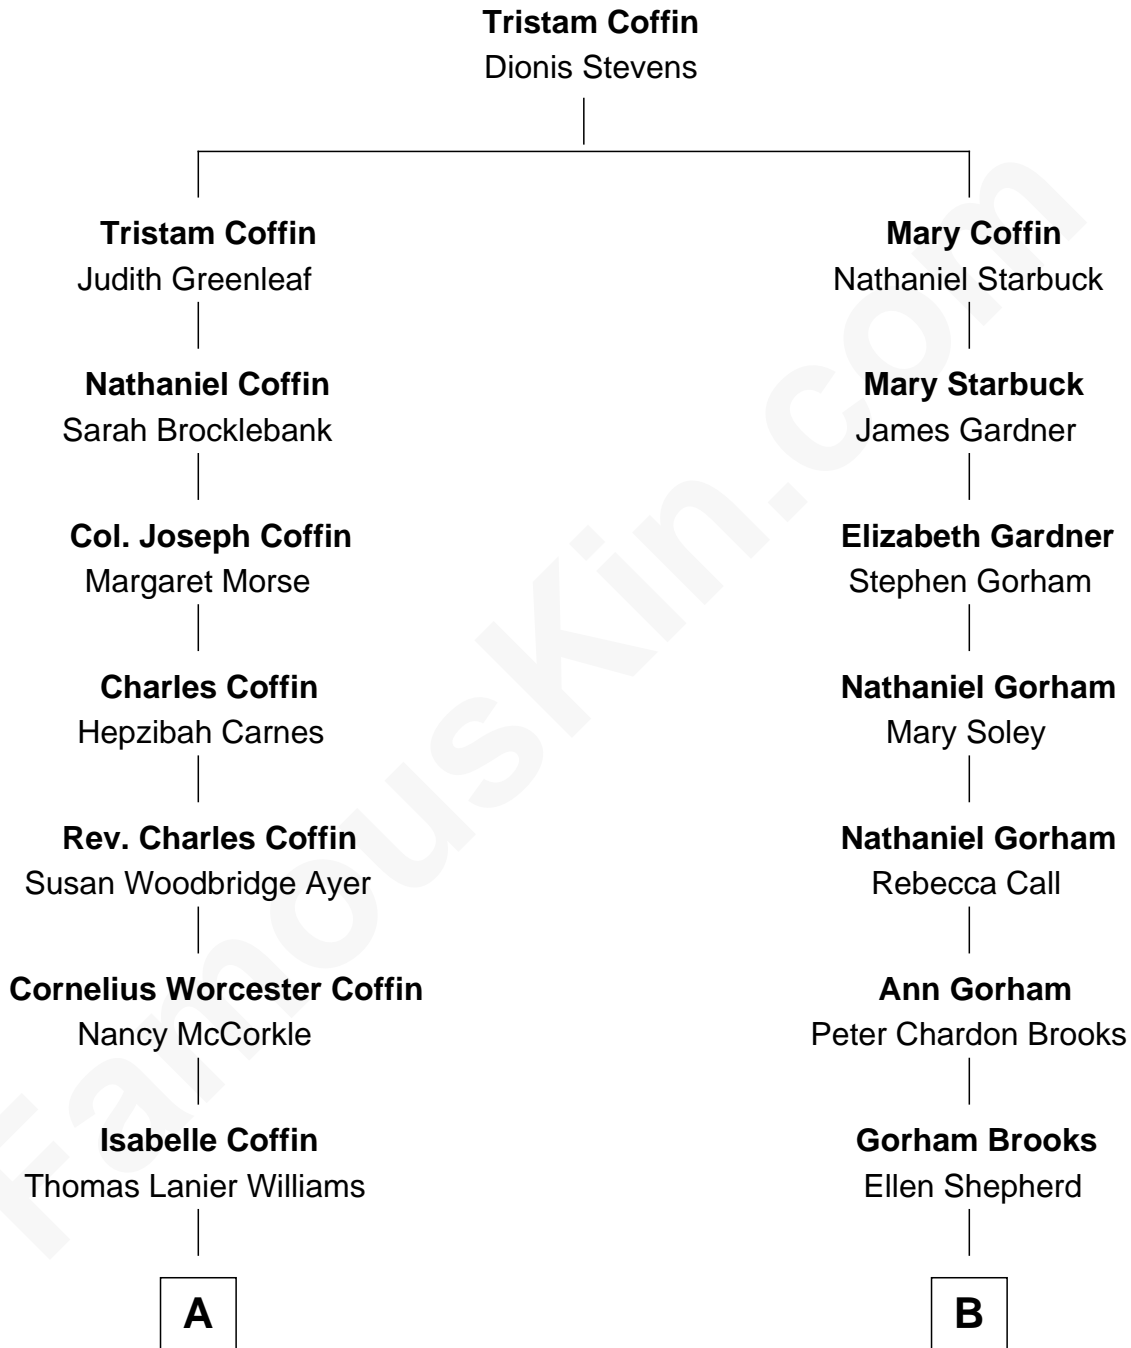 Tristam Coffin
Dionis Stevens
Tristam Coffin
Judith Greenleaf
Mary Coffin
Nathaniel Starbuck
Nathaniel Coffin
Sarah Brocklebank
Mary Starbuck
James Gardner
Col. Joseph Coffin
Margaret Morse
Elizabeth Gardner
Stephen Gorham
Charles Coffin
Hepzibah Carnes
Nathaniel Gorham
Mary Soley
Rev. Charles Coffin
Susan Woodbridge Ayer
Nathaniel Gorham
Rebecca Call
Cornelius Worcester Coffin
Nancy McCorkle
Ann Gorham
Peter Chardon Brooks
Isabelle Coffin
Thomas Lanier Williams
Gorham Brooks
Ellen Shepherd
A
B
FamousKin.com